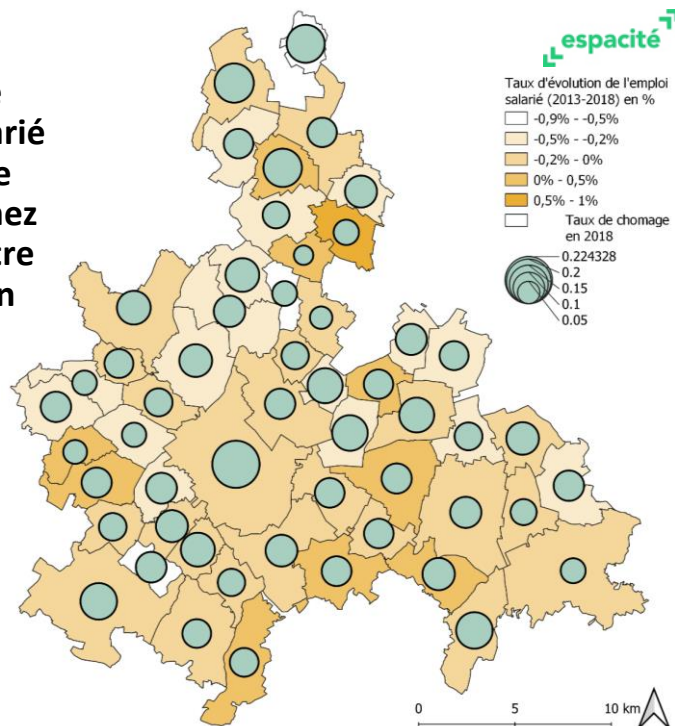 arié
e
nez
tre
n
espacité
Taux d'évolution de l'emploi
salarié (2013-2018) en %
-0,9% - -0,5%
-0,5% - -0,2%
-0,2% - 0%
0% - 0,5%
0,5% - 1%
Taux de chomage
en 2018
0.224328
0.2
0.15
0.1
0.05
0 5 10 km